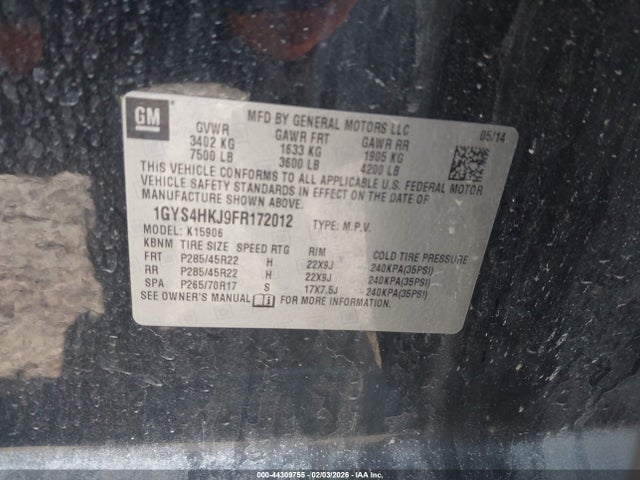 GM
MFD BY GENERAL MOTORS LLC
05/14
GVWR GAWR FRT GAWR RR
3402 KG 1633 KG 1905 KG
7500 LB 3600 LB 4200 LB
THIS VEHICLE CONFORMS TO ALL APPLICABLE U.S. FEDERAL MOTOR
VEHICLE SAFETY STANDARDS IN EFFECT ON THE DATE OF
MANUFACTURE SHOWN ABOVE.
1GYS4HKJ9FR172012 TYPE: M.P.V.
MODEL: K15906
KBNM TIRE SIZE SPEED RTG RIM COLD TIRE PRESSURE
FRT P285/45R22 H 22X9J 240KPA(35PSI)
RR P285/45R22 H 22X9J 240KPA(35PSI)
SPA P265/70R17 S 17X7.5J 240KPA(35PSI)
SEE OWNER'S MANUAL FOR MORE INFORMATION.
© -- 44309755 -- 02/03/2026 -- IAAI.COM